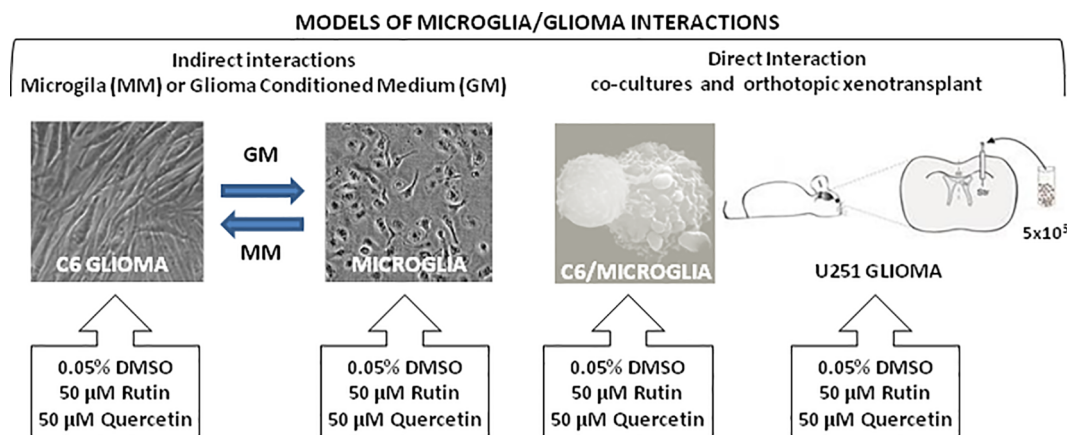 MODELS OF MICROGLIA/GLIOMA INTERACTIONS
Indirect interactions
Microgila (MM) or Glioma Conditioned Medium (GM)
Direct Interaction
co-cultures and orthotopic xenotransplant
GM
MM
C6 GLIOMA
MICROGLIA
C6/MICROGLIA
5x10⁵
U251 GLIOMA
0.05% DMSO
50 µM Rutin
50 µM Quercetin
0.05% DMSO
50 µM Rutin
50 µM Quercetin
0.05% DMSO
50 µM Rutin
50 µM Quercetin
0.05% DMSO
50 µM Rutin
50 µM Quercetin